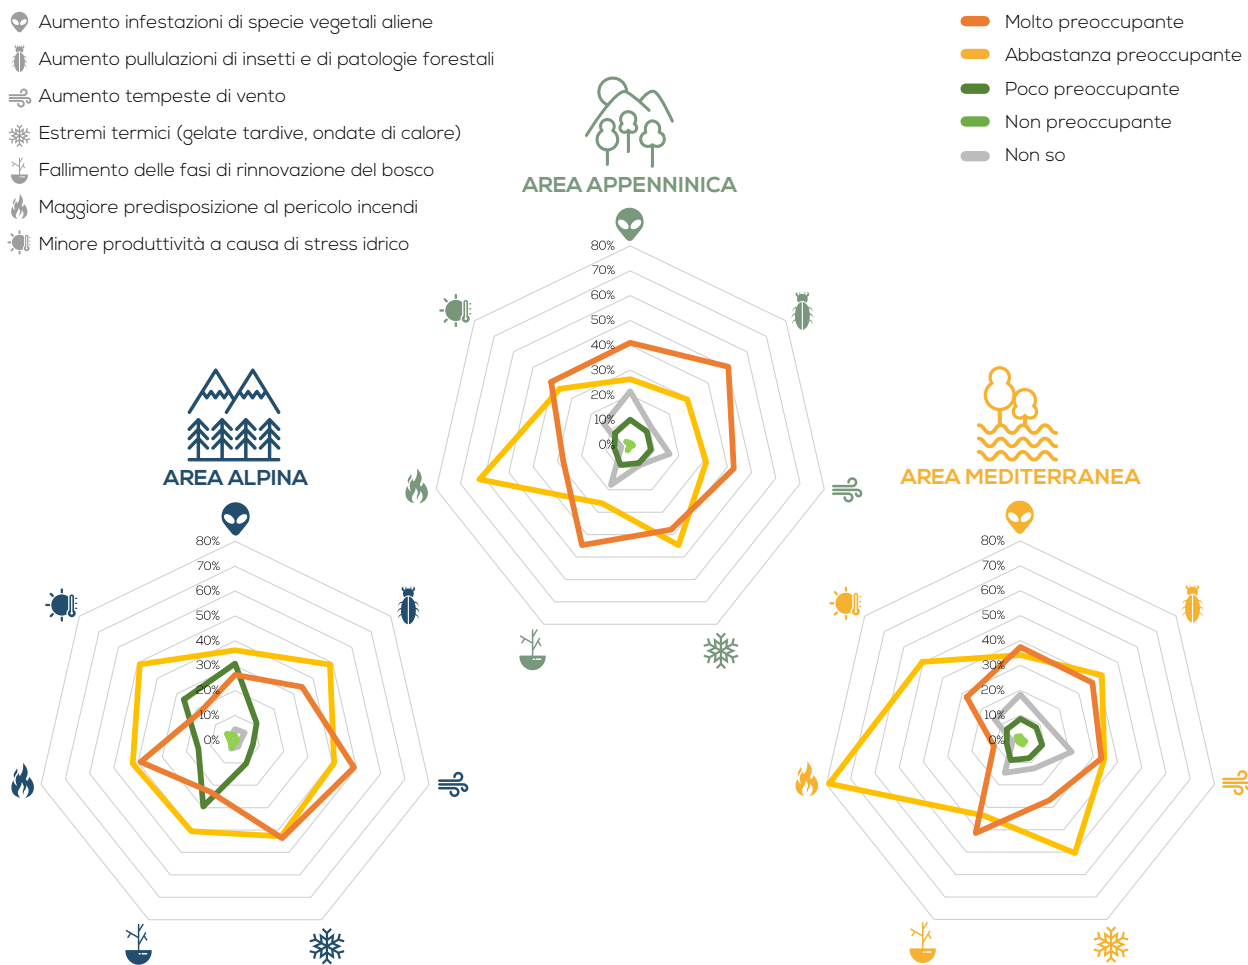 Aumento infestazioni di specie vegetali aliene
Aumento pullulazioni di insetti e di patologie forestali
Aumento tempeste di vento
Estremi termici (gelate tardive, ondate di calore)
Fallimento delle fasi di rinnovazione del bosco
Maggiore predisposizione al pericolo incendi
Minore produttività a causa di stress idrico
Molto preoccupante
Abbastanza preoccupante
Poco preoccupante
Non preoccupante
Non so
AREA APPENNINICA
80%
70%
60%
50%
40%
30%
20%
10%
0%
AREA ALPINA
80%
70%
60%
50%
40%
30%
20%
10%
0%
AREA MEDITERRANEA
80%
70%
60%
50%
40%
30%
20%
10%
0%